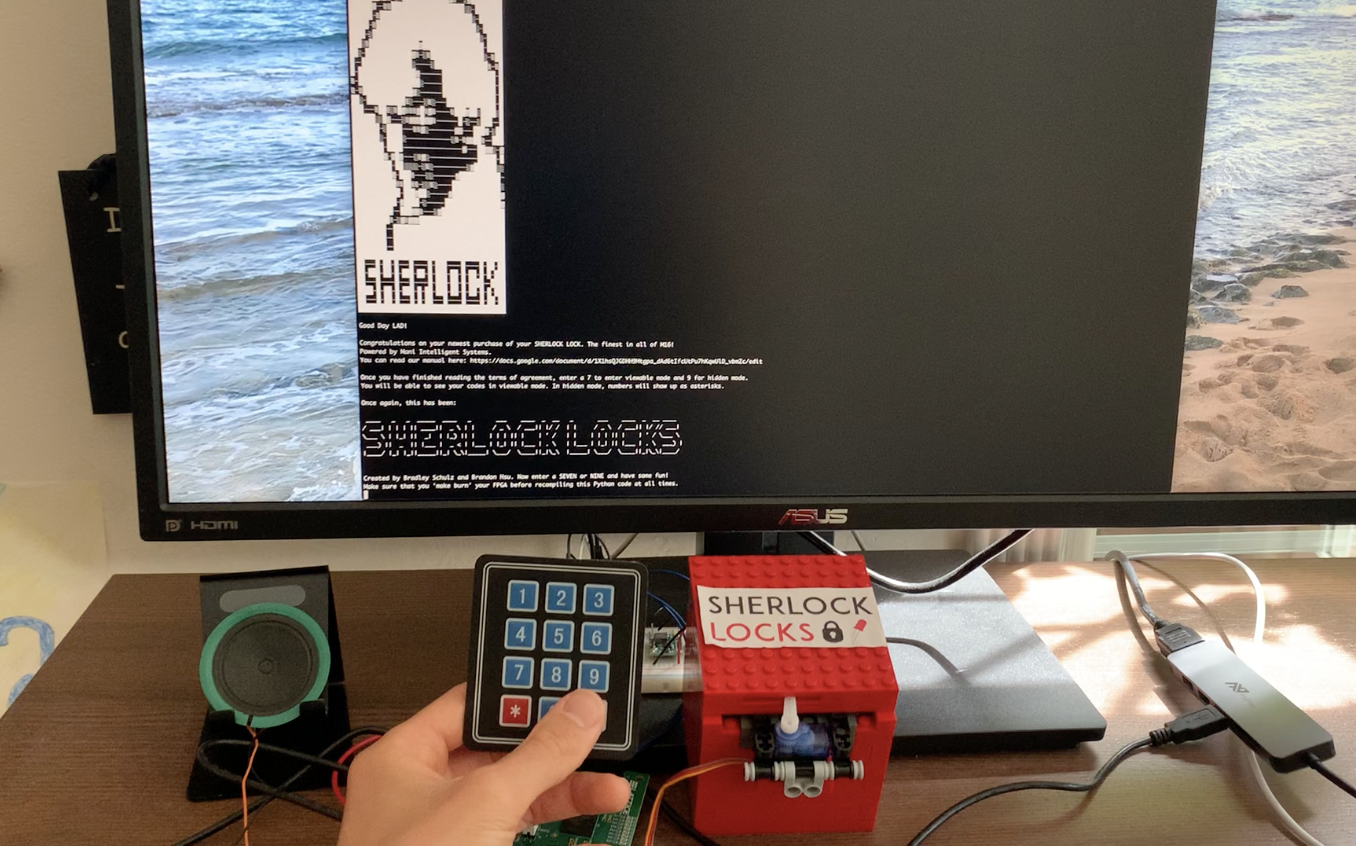 SHERLOCK
Good Day LAD!
Congratulations on your newest purchase of your SHERLOCK LOCK. The finest in all of MI6!
Powered by Mani Intelligent Systems.
You can read our manual here:
Once you have finished reading the terms of agreement, enter a 7 to enter viewable mode and 9 for hidden mode.
You will be able to see your codes in viewable mode. In hidden mode, numbers will show up as asterisks.
Once again, this has been:
SHERLOCK LOCKS
Created by Bradley Schulz and Brandon Hsu. Now enter a SEVEN or NINE and have some fun!
Make sure that you 'make burn' your FPGA before recompiling this Python code at all times.
HDMI
ASUS
1 2 3
4 5 6
7 8 9
*
SHERLOCK
LOCKS